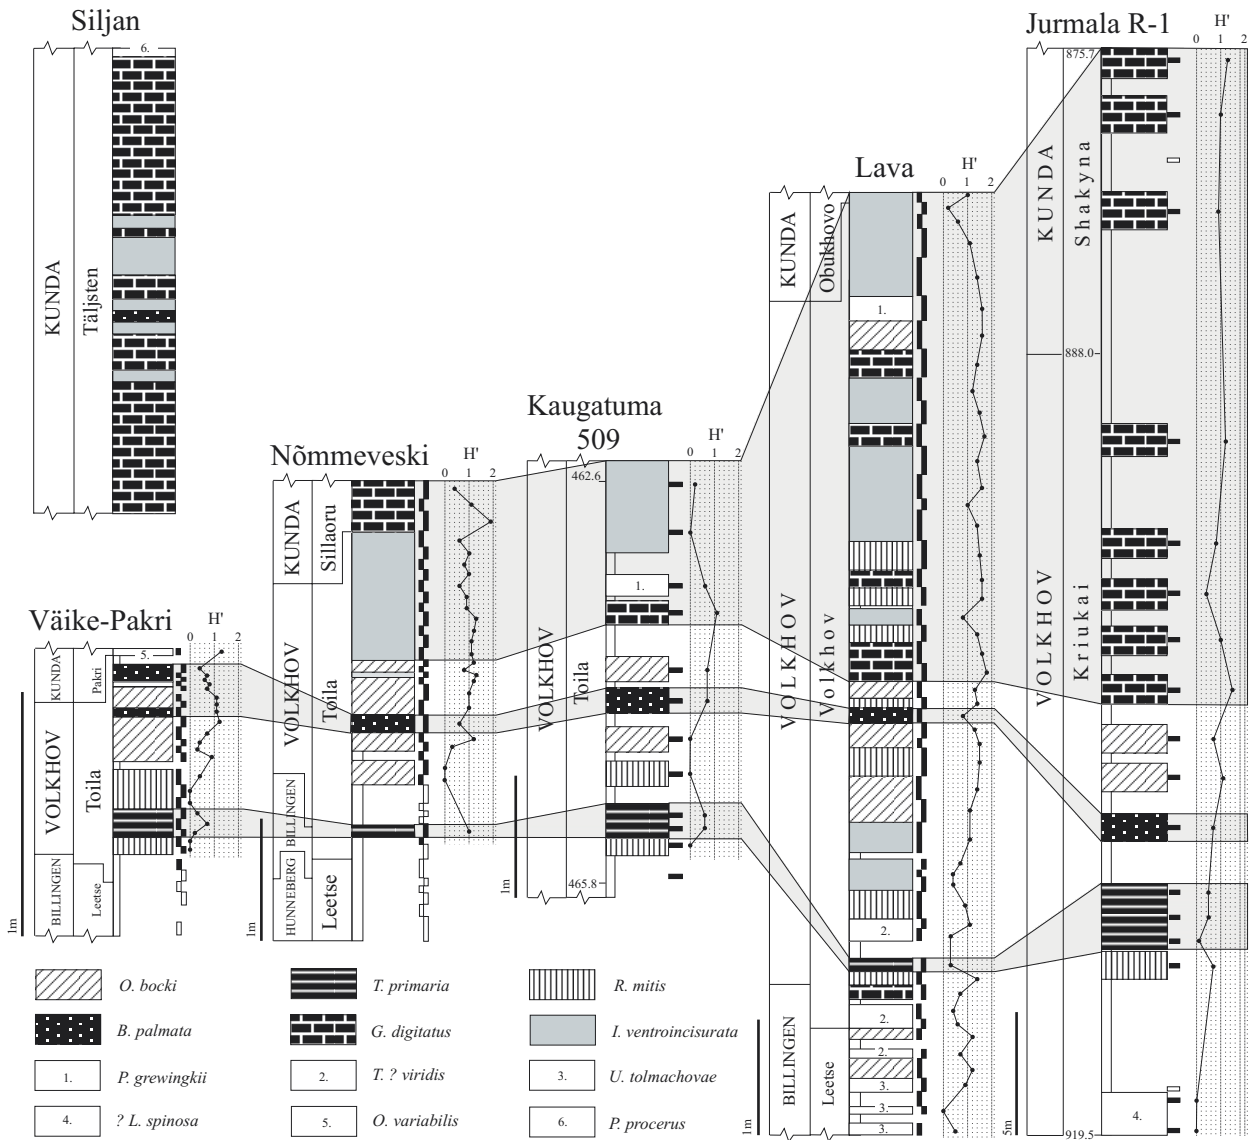 Siljan
6.
KUNDA
Täljsten
Väike-Pakri
H'
0 1 2
5.
KUNDA
Pakri
VOLKHOV
Toila
BILLINGEN
Leetse
1m
Nõmmeveski
H'
0 1 2
KUNDA
Sillaoru
VOLKHOV
Toila
BILLINGEN
HUNNEBERG
Leetse
1m
Kaugatuma
509
H'
0 1 2
462.6
1.
VOLKHOV
Toila
465.8
1m
Lava
H'
0 1 2
KUNDA
Obukhovo
1.
VOLKHOV
Volkhov
2.
BILLINGEN
Leetse
2.
2.
3.
3.
3.
1m
Jurmala R-1
H'
0 1 2
875.7
KUNDA
Shakyna
888.0
VOLKHOV
Kriukai
4.
919.5
5m
O. bocki
T. primaria
R. mitis
B. palmata
G. digitatus
I. ventroincisurata
1. P. grewingkii
2. T. ? viridis
3. U. tolmachovae
4. ? L. spinosa
5. O. variabilis
6. P. procerus